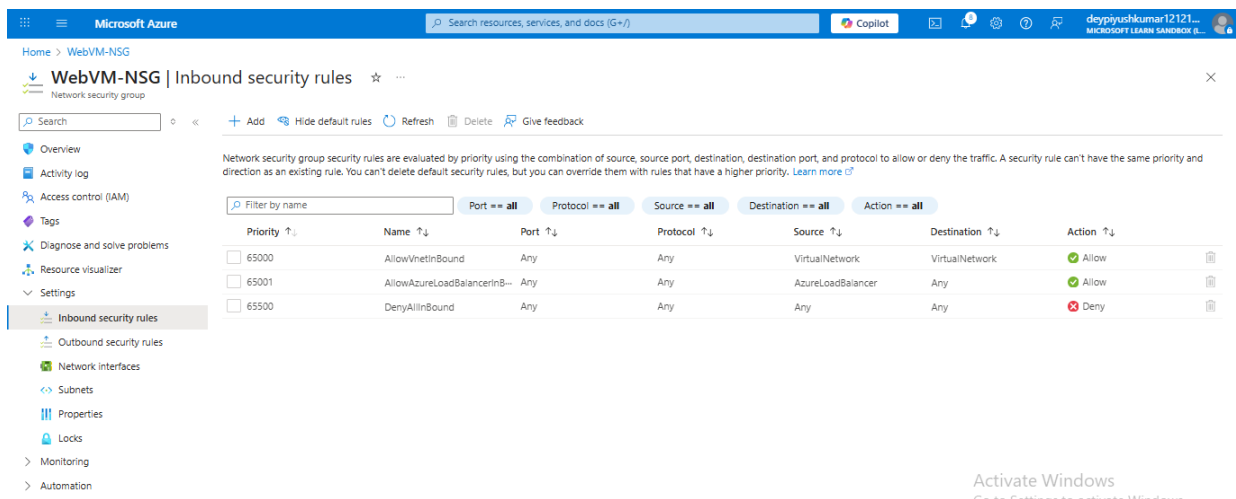 Microsoft Azure
Search resources, services, and docs (G+/)
Copilot
8
deypiyushkumar12121...
MICROSOFT LEARN SANDBOX (L...
Home > WebVM-NSG
WebVM-NSG | Inbound security rules
Network security group
Search
Add Hide default rules Refresh Delete Give feedback
Overview
Activity log
Access control (IAM)
Tags
Diagnose and solve problems
Resource visualizer
Settings
Inbound security rules
Outbound security rules
Network interfaces
Subnets
Properties
Locks
Monitoring
Automation
Network security group security rules are evaluated by priority using the combination of source, source port, destination, destination port, and protocol to allow or deny the traffic. A security rule can't have the same priority and
direction as an existing rule. You can't delete default security rules, but you can override them with rules that have a higher priority. Learn more
Filter by name Port == all Protocol == all Source == all Destination == all Action == all
Priority Name Port Protocol Source Destination Action
65000 AllowVnetInBound Any Any VirtualNetwork VirtualNetwork Allow
65001 AllowAzureLoadBalancerInB... Any Any AzureLoadBalancer Any Allow
65500 DenyAllInBound Any Any Any Any Deny
Activate Windows
Go to Settings to activate Windows